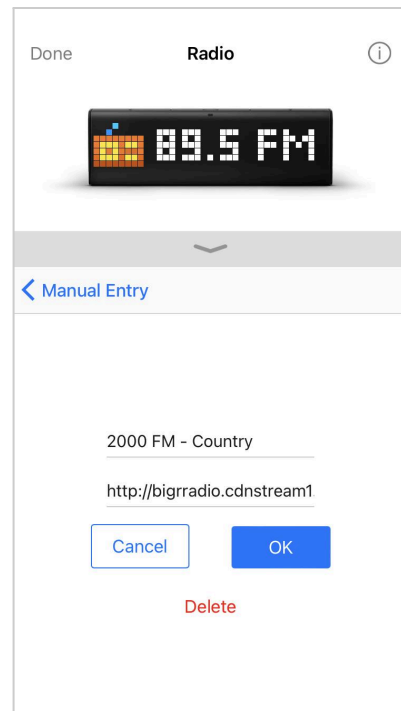 Done Radio
89.5 FM
Manual Entry
2000 FM - Country
http://bigrradio.cdnstream1
Cancel OK
Delete